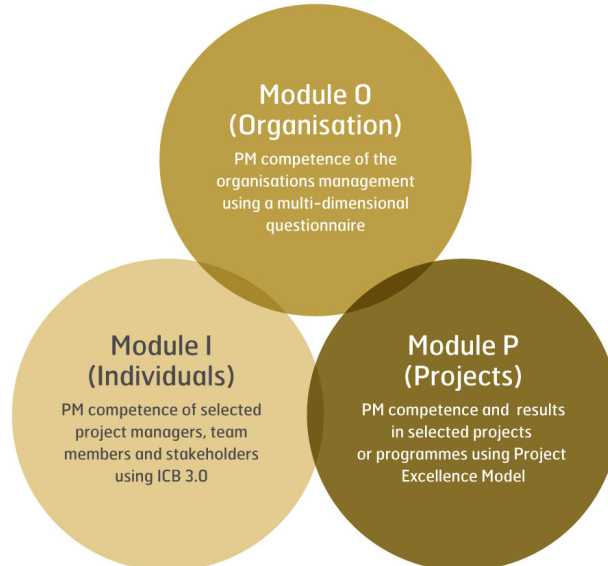 Module O
(Organisation)
PM competence of the
organisations management
using a multi-dimensional
questionnaire
Module I
(Individuals)
PM competence of selected
project managers, team
members and stakeholders
using ICB 3.0
Module P
(Projects)
PM competence and results
in selected projects
or programmes using Project
Excellence Model